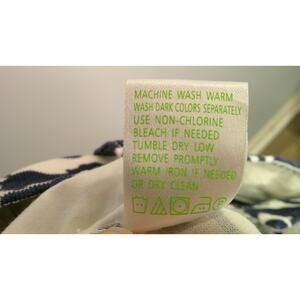 MACHINE WASH WARM
WASH DARK COLORS SEPARATELY
USE NON-CHLORINE
BLEACH IF NEEDED
TUMBLE DRY LOW
REMOVE PROMPTLY
WARM IRON IF NEEDED
OR DRY CLEAN